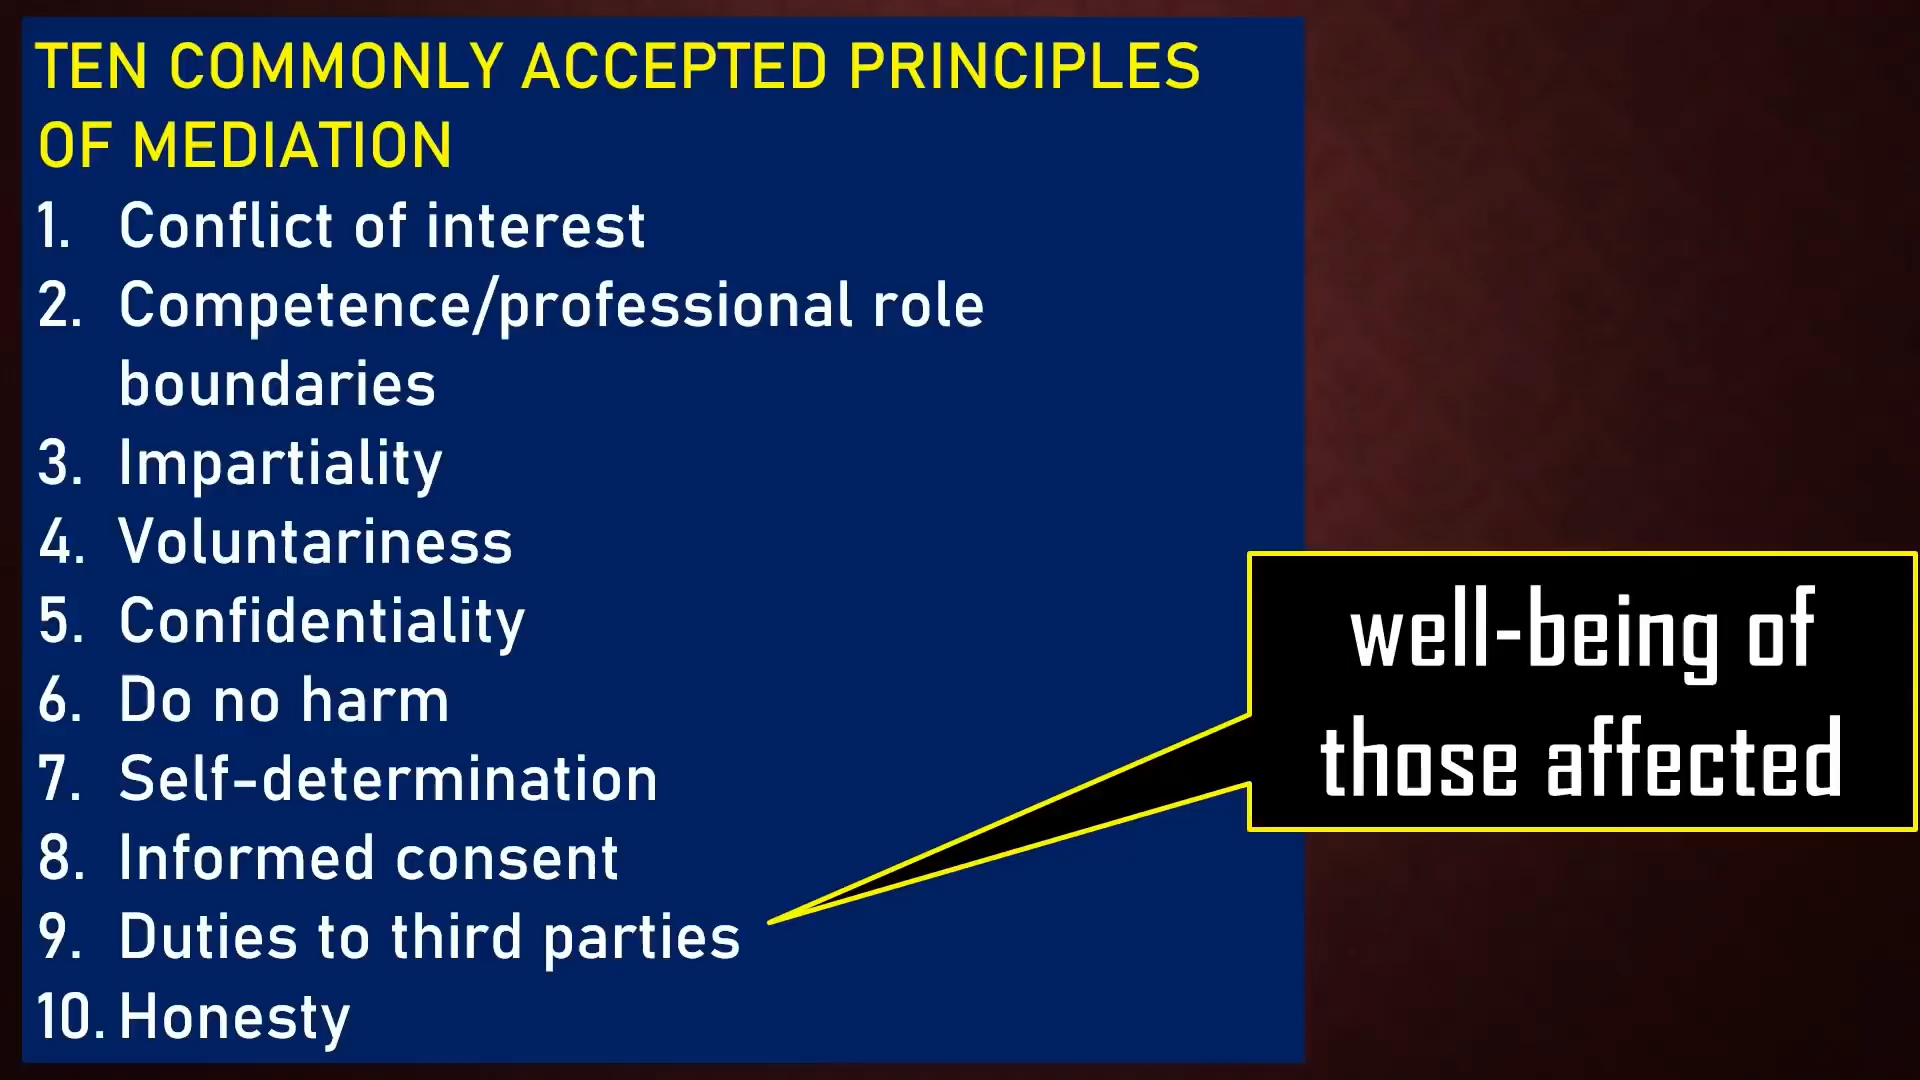 TEN COMMONLY ACCEPTED PRINCIPLES
OF MEDIATION
1. Conflict of interest
2. Competence/professional role
boundaries
3. Impartiality
4. Voluntariness
5. Confidentiality
6. Do no harm
7. Self-determination
8. Informed consent
9. Duties to third parties
10. Honesty
well-being of
those affected